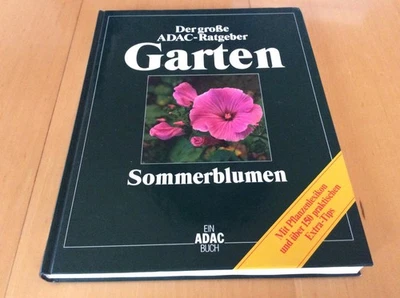 Der große
ADAC-Ratgeber
Garten
Sommerblumen
Mit Pflanzenlexikon
und über 150 praktischen
Extra-Tips
EIN
ADAC
BUCH